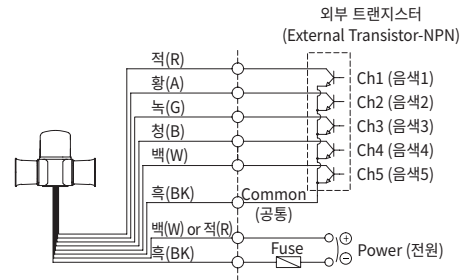 외부 트랜지스터
(External Transistor-NPN)
적(R)
황(A)
녹(G)
청(B)
백(W)
흑(BK)
백(W) or 적(R)
흑(BK)
Ch1 (음색1)
Ch2 (음색2)
Ch3 (음색3)
Ch4 (음색4)
Ch5 (음색5)
Common
(공통)
Fuse
+
−
Power (전원)